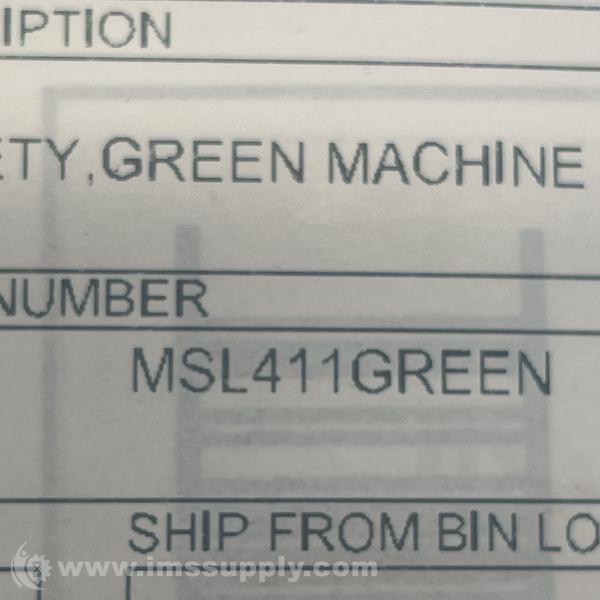 IPTION
ETY,GREEN MACHINE
NUMBER
MSL411GREEN
SHIP FROM BIN LO
www.imssupply.com